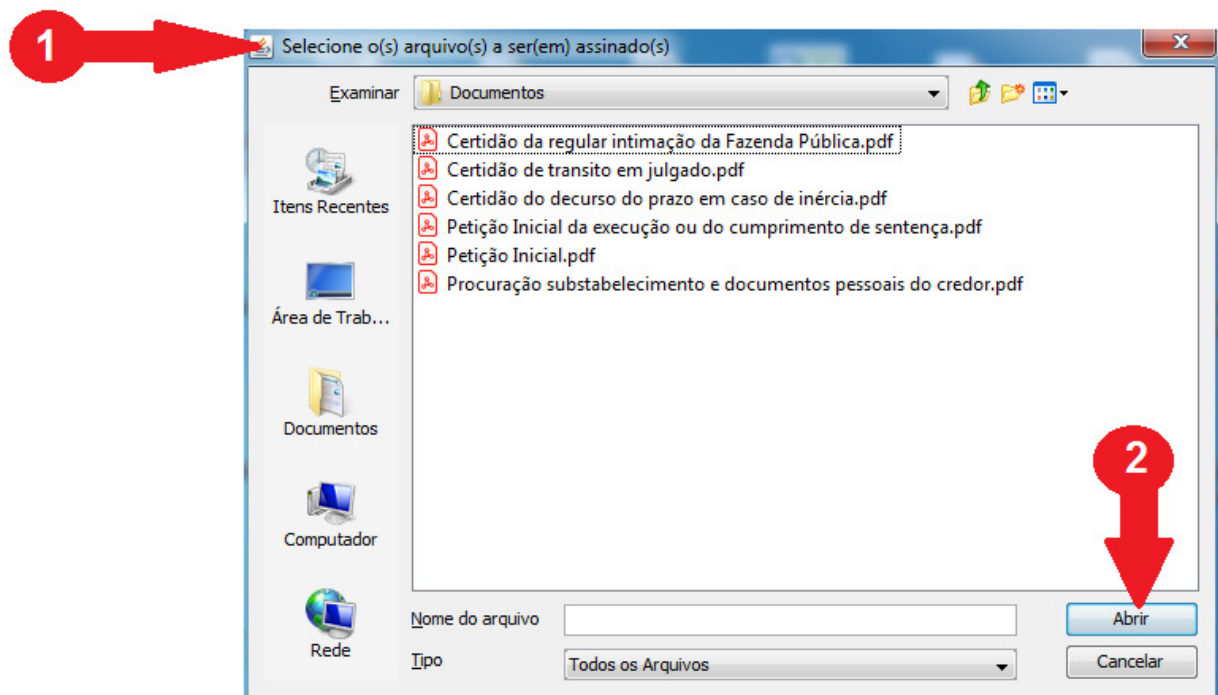 1
Selecione o(s) arquivo(s) a ser(em) assinado(s)
Examinar
Documentos
Certidão da regular intimação da Fazenda Pública.pdf
Certidão de transito em julgado.pdf
Certidão do decurso do prazo em caso de inércia.pdf
Petição Inicial da execução ou do cumprimento de sentença.pdf
Petição Inicial.pdf
Procuração substabelecimento e documentos pessoais do credor.pdf
Itens Recentes
Área de Trab...
Documentos
Computador
Rede
2
Nome do arquivo
Abrir
Tipo
Todos os Arquivos
Cancelar